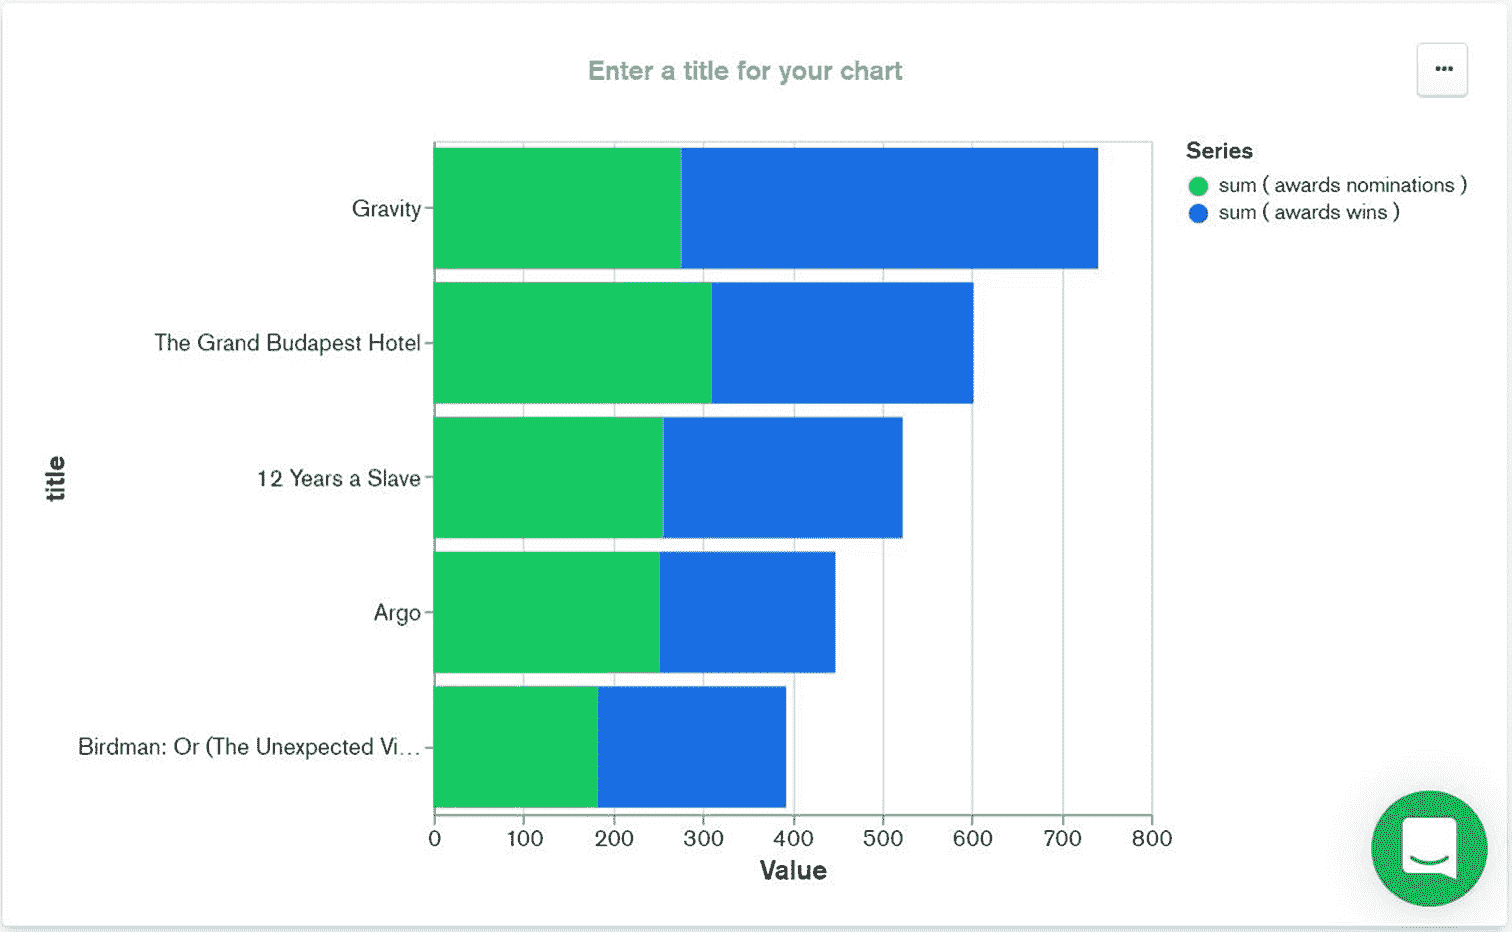 Enter a title for your chart
Series
sum ( awards nominations )
sum ( awards wins )
title
Gravity
The Grand Budapest Hotel
12 Years a Slave
Argo
Birdman: Or (The Unexpected Vi...
0 100 200 300 400 500 600 700 800
Value